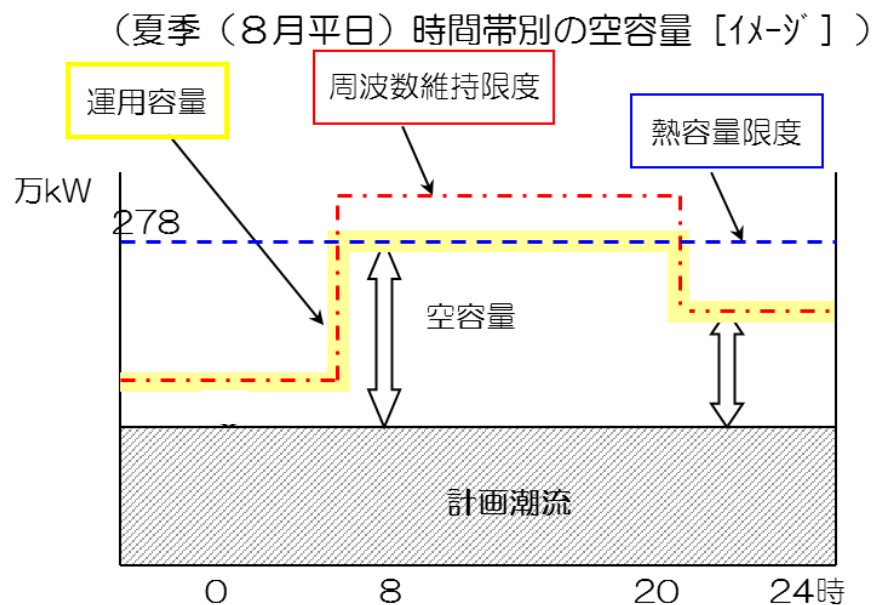 （夏季（８月平日）時間帯別の空容量［ｲﾒｰｼﾞ］）
運用容量
周波数維持限度
熱容量限度
万kW
278
空容量
計画潮流
0
8
20
24時